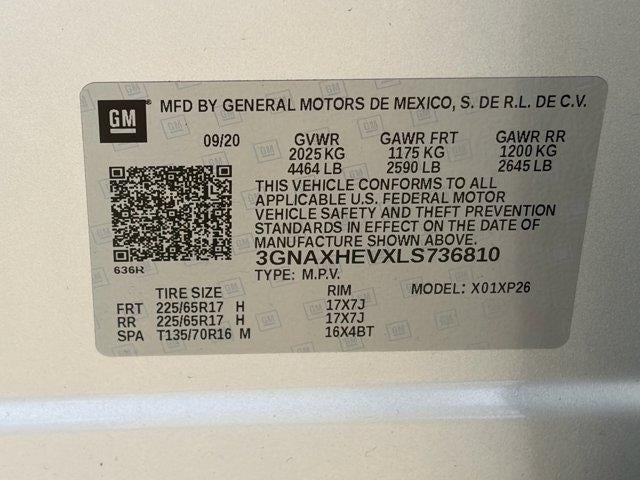 GM
MFD BY GENERAL MOTORS DE MEXICO, S. DE R.L. DE C.V.
09/20 GVWR GAWR FRT GAWR RR
2025 KG 1175 KG 1200 KG
4464 LB 2590 LB 2645 LB
THIS VEHICLE CONFORMS TO ALL
APPLICABLE U.S. FEDERAL MOTOR
VEHICLE SAFETY AND THEFT PREVENTION
STANDARDS IN EFFECT ON THE DATE OF
MANUFACTURE SHOWN ABOVE.
3GNAXHEVXLS736810
636R
TYPE: M.P.V.
TIRE SIZE RIM MODEL: X01XP26
FRT 225/65R17 H 17X7J
RR 225/65R17 H 17X7J
SPA T135/70R16 M 16X4BT